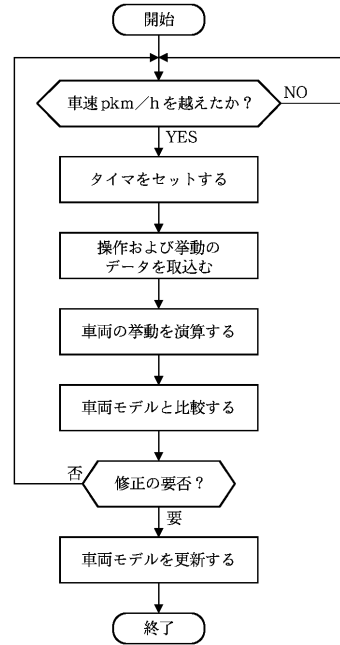 開始
車速pkm/hを越えたか?
NO
YES
タイマをセットする
操作および挙動の
データを取込む
車両の挙動を演算する
車両モデルと比較する
否
修正の要否?
要
車両モデルを更新する
終了